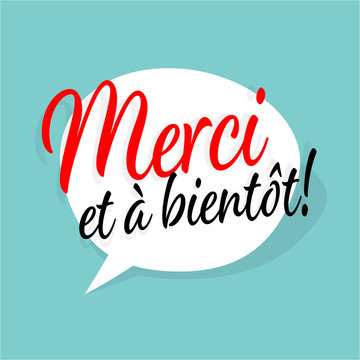 Merci
et à bientôt!